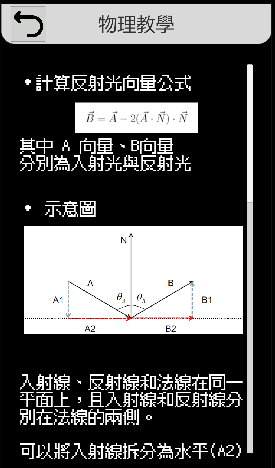 物理教學
•計算反射光向量公式
$\vec{B} = \vec{A} - 2(\vec{A} \cdot \vec{N}) \cdot \vec{N}$
其中 A 向量、B向量
分別為入射光與反射光
• 示意圖
N
A B
θ₃ θ₃
A1 B1
A2 B2
入射線、反射線和法線在同一
平面上，且入射線和反射線分
別在法線的兩側。
可以將入射線拆分為水平(A2)